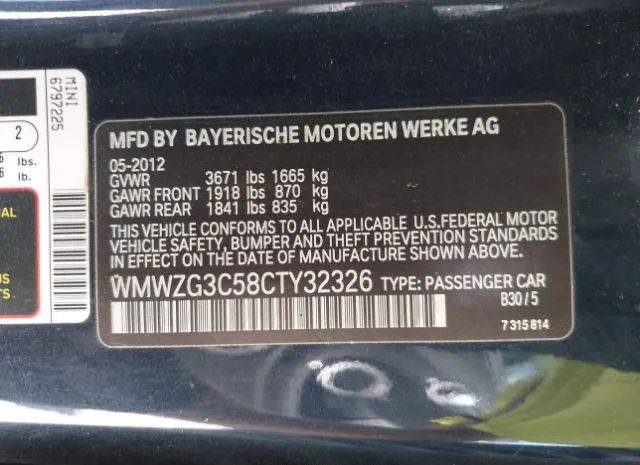 MINI
6797225
2
lbs.
lb.
MFD BY BAYERISCHE MOTOREN WERKE AG
05-2012
GVWR 3671 lbs 1665 kg
GAWR FRONT 1918 lbs 870 kg
GAWR REAR 1841 lbs 835 kg
THIS VEHICLE CONFORMS TO ALL APPLICABLE U.S.FEDERAL MOTOR
VEHICLE SAFETY, BUMPER AND THEFT PREVENTION STANDARDS
IN EFFECT ON THE DATE OF MANUFACTURE SHOWN ABOVE.
WMWZG3C58CTY32326 TYPE: PASSENGER CAR
B30/5
7315814